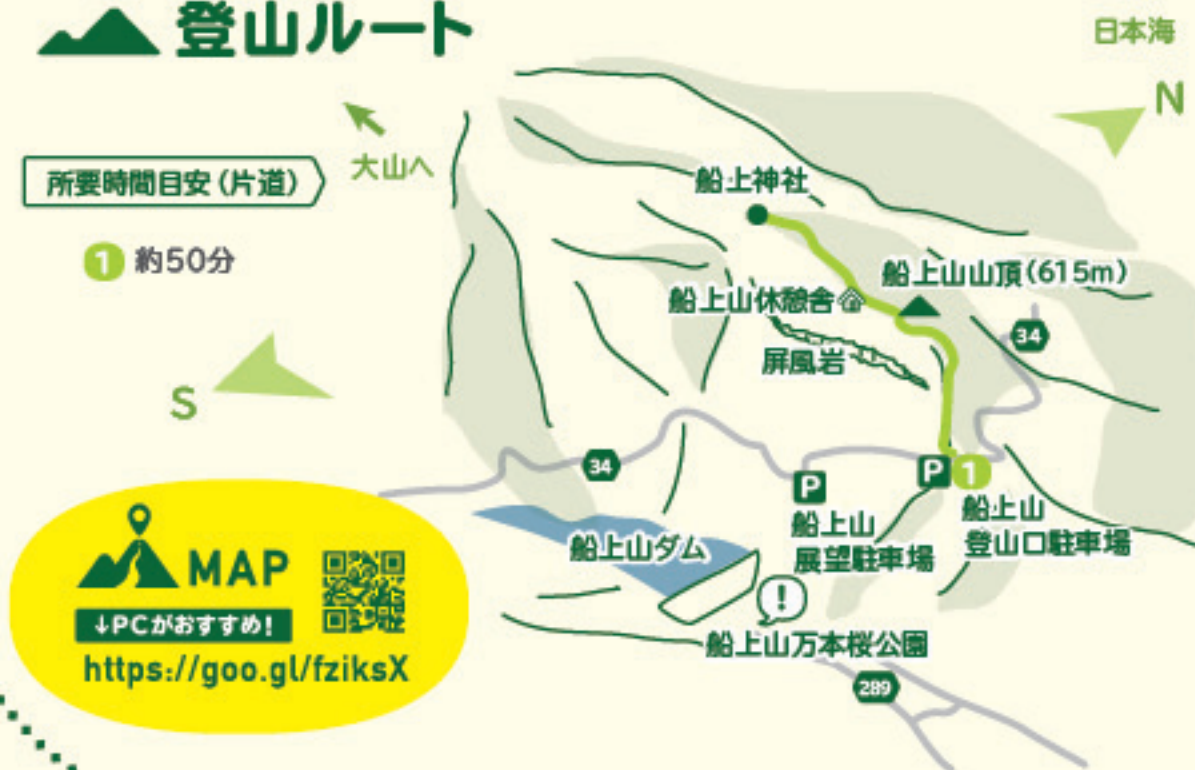 登山ルート
日本海
N
大山へ
所要時間目安（片道）
1 約50分
船上神社
船上山山頂（615m）
船上山休憩舎
34
屏風岩
S
34
P
P 1
船上山
展望駐車場
船上山
登山口駐車場
船上山ダム
!
船上山万本桜公園
289
MAP
↓PCがおすすめ！
https://goo.gl/fziksX